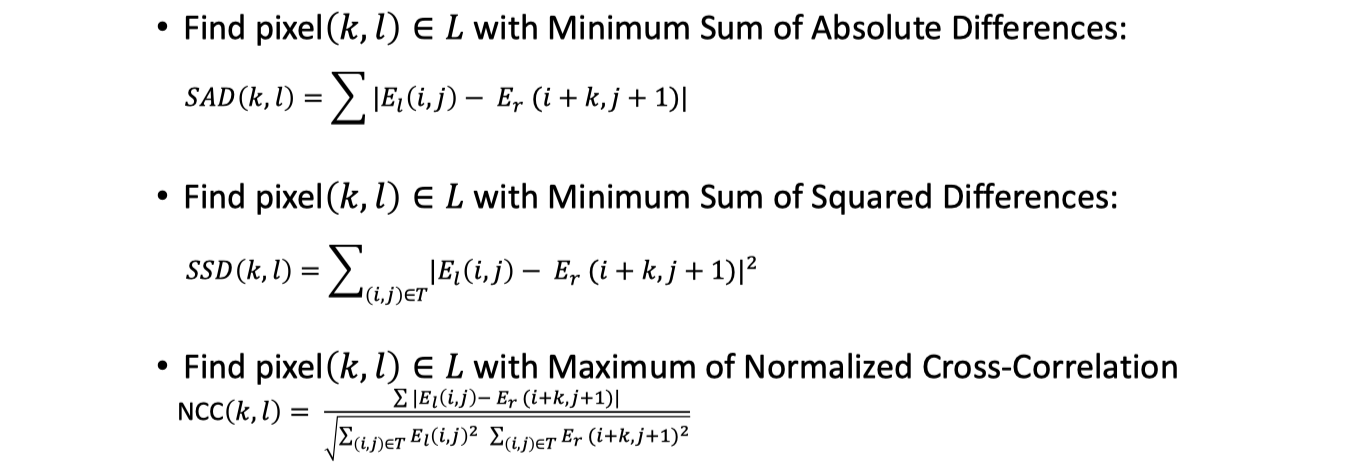 • Find pixel(k, l) ∈ L with Minimum Sum of Absolute Differences:
SAD(k, l) = ∑ |E_l(i, j) − E_r (i + k, j + 1)|
• Find pixel(k, l) ∈ L with Minimum Sum of Squared Differences:
SSD(k, l) = ∑_{(i,j)∈T} |E_l(i, j) − E_r (i + k, j + 1)|²
• Find pixel(k, l) ∈ L with Maximum of Normalized Cross-Correlation
NCC(k, l) = \frac{∑ |E_l(i,j)− E_r (i+k,j+1)|}{\sqrt{∑_{(i,j)∈T} E_l(i,j)² ∑_{(i,j)∈T} E_r (i+k,j+1)²}}